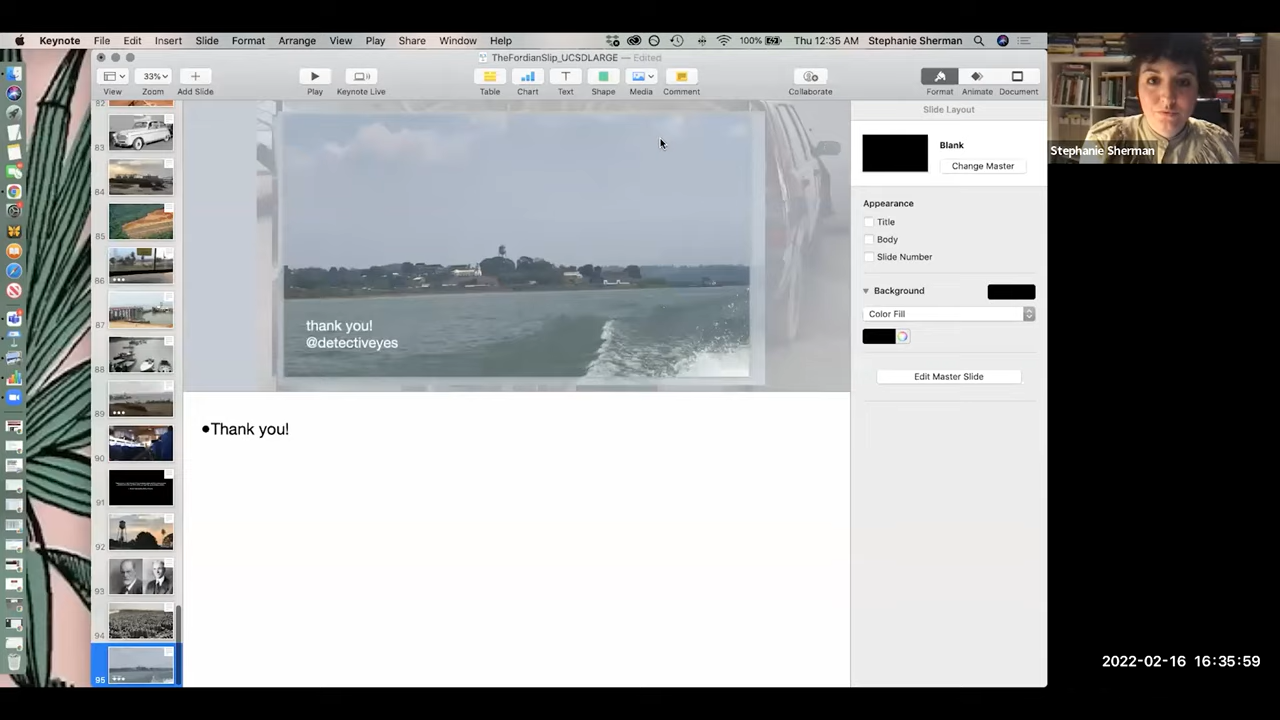 Keynote File Edit Insert Slide Format Arrange View Play Share Window Help 100% Thu 12:35 AM Stephanie Sherman
TheFordianSlip_UCSDLARGE — Edited
33%
View Zoom Add Slide Play Keynote Live Table Chart Text Shape Media Comment Collaborate Format Animate Document
Slide Layout
Blank
Change Master
Appearance
Title
Body
Slide Number
Background
Color Fill
Edit Master Slide
82
83
84
85
86
87
88
89
90
91
92
93
94
95
thank you!
@detectiveyes
●Thank you!
Stephanie Sherman
2022-02-16 16:35:59